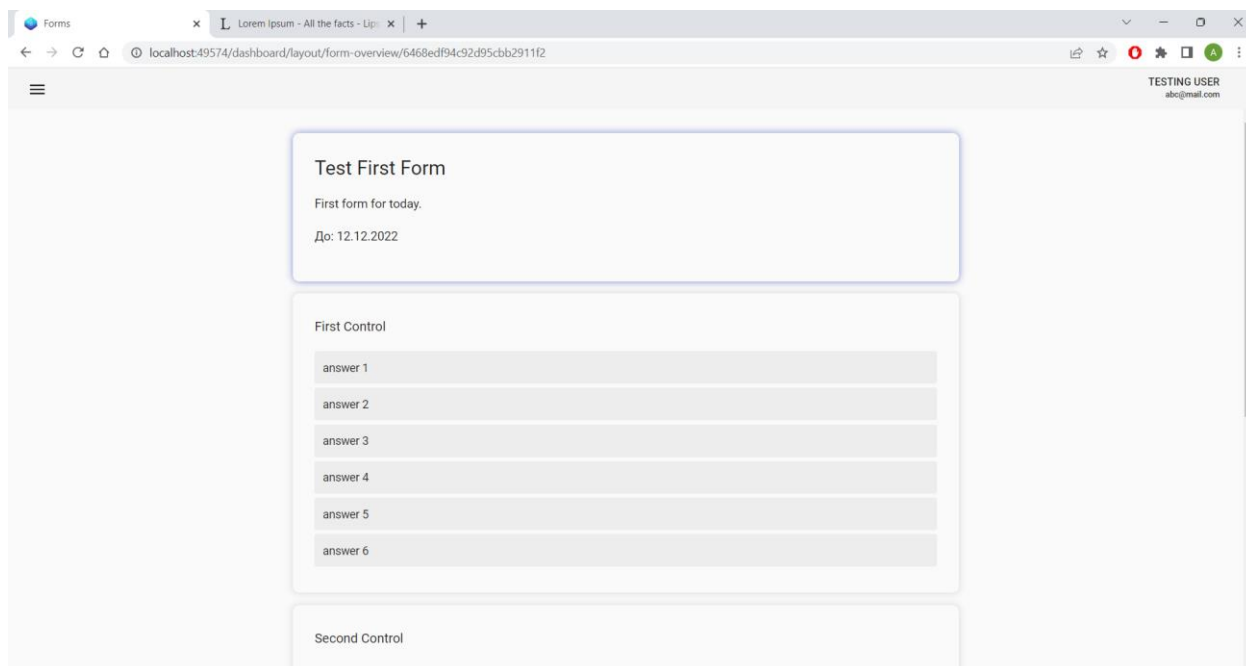 Forms
Lorem Ipsum - All the facts - Lip
localhost:49574/dashboard/layout/form-overview/6468edf94c92d95cbb2911f2
A
TESTING USER
abc@mail.com
Test First Form
First form for today.
До: 12.12.2022
First Control
answer 1
answer 2
answer 3
answer 4
answer 5
answer 6
Second Control